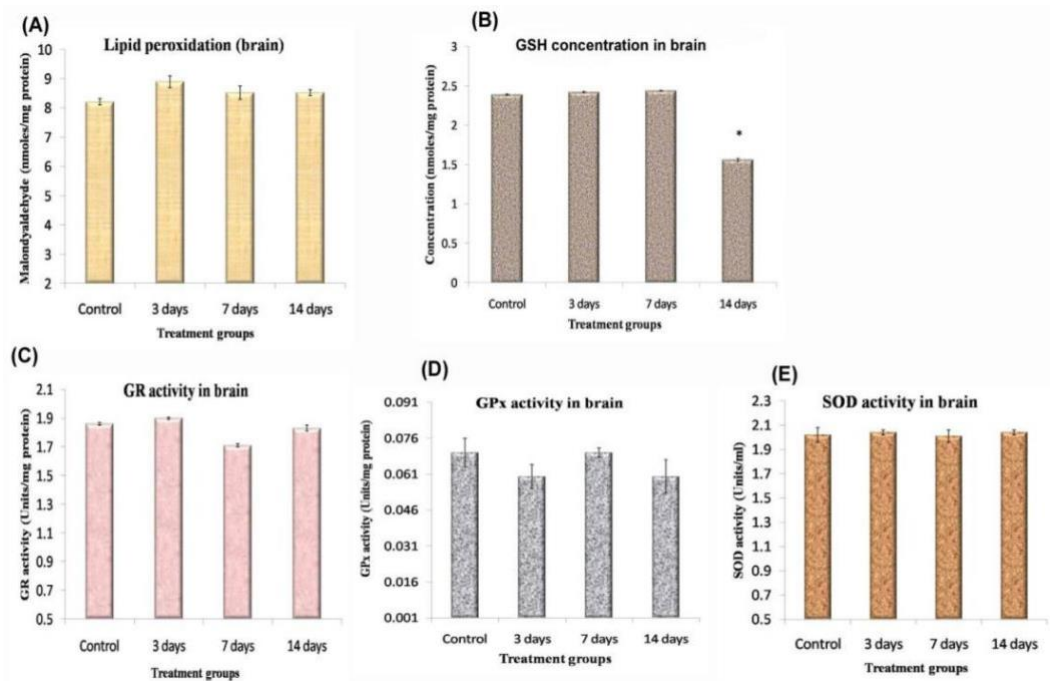 (A)
Lipid peroxidation (brain)
Malondyaldehyde (nmoles/mg protein)
10
9
8
7
6
5
4
3
2
Control 3 days 7 days 14 days
Treatment groups
(B)
GSH concentration in brain
Concentration (nmoles/mg protein)
3
2.5
2
1.5
1
0.5
0
*
Control 3 days 7 days 14 days
Treatment groups
(C)
GR activity in brain
GR activity (Units/mg protein)
2.1
1.9
1.7
1.5
1.3
1.1
0.9
0.7
0.5
Control 3 days 7 days 14 days
Treatment groups
(D)
GPx activity in brain
GPx activity (Units/mg protein)
0.091
0.076
0.061
0.046
0.031
0.016
0.001
Control 3 days 7 days 14 days
Treatment groups
(E)
SOD activity in brain
SOD activity (Units/ml)
2.3
2.1
1.9
1.7
1.5
1.3
1.1
0.9
0.7
0.5
Control 3 days 7 days 14 days
Treatment groups